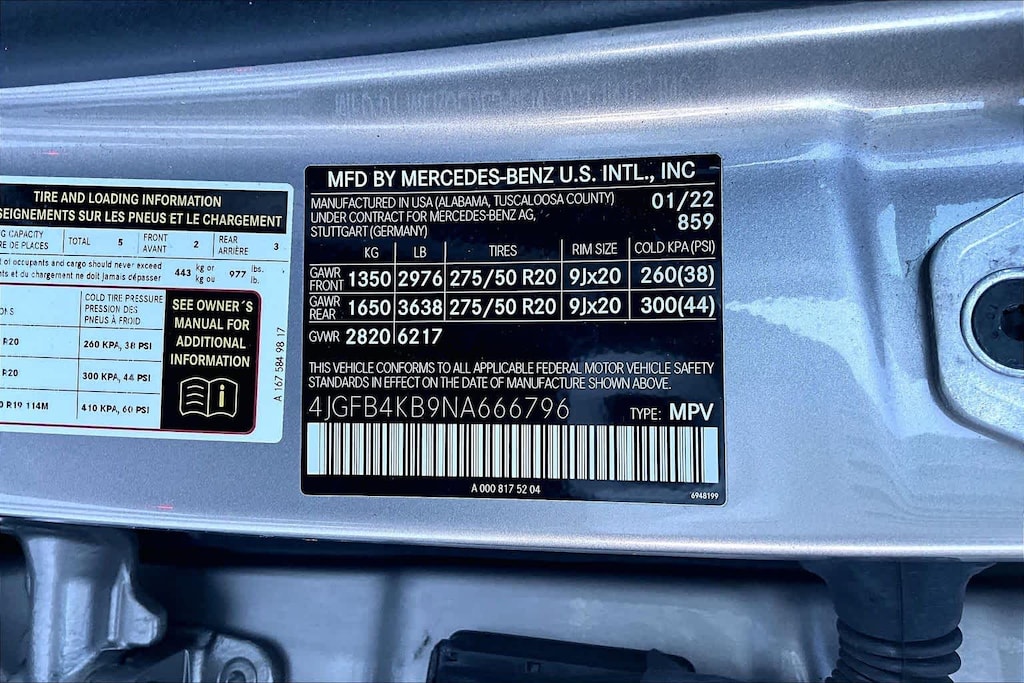 TIRE AND LOADING INFORMATION
SEIGNEMENTS SUR LES PNEUS ET LE CHARGEMENT
G CAPACITY
RE DE PLACES
TOTAL 5
FRONT
AVANT
2
REAR
ARRIÈRE
3
t of occupants and cargo should never exceed
ts et du chargement ne doit jamais dépasser
443 kg or
kg ou
977 lbs.
lb.
COLD TIRE PRESSURE
PRESSION DES
PNEUS À FROID
R20 260 KPA, 38 PSI
R20 300 KPA, 44 PSI
0 R19 114M 410 KPA, 60 PSI
SEE OWNER´S
MANUAL FOR
ADDITIONAL
INFORMATION
A 167 584 98 17
MFD BY MERCEDES-BENZ U.S. INTL., INC
MANUFACTURED IN USA (ALABAMA, TUSCALOOSA COUNTY)
UNDER CONTRACT FOR MERCEDES-BENZ AG,
STUTTGART (GERMANY)
01/22
859
KG LB TIRES RIM SIZE COLD KPA (PSI)
GAWR
FRONT
1350 2976 275/50 R20 9Jx20 260(38)
GAWR
REAR
1650 3638 275/50 R20 9Jx20 300(44)
GVWR 2820 6217
THIS VEHICLE CONFORMS TO ALL APPLICABLE FEDERAL MOTOR VEHICLE SAFETY
STANDARDS IN EFFECT ON THE DATE OF MANUFACTURE SHOWN ABOVE.
4JGFB4KB9NA666796 TYPE: MPV
A 000 817 52 04
6948199